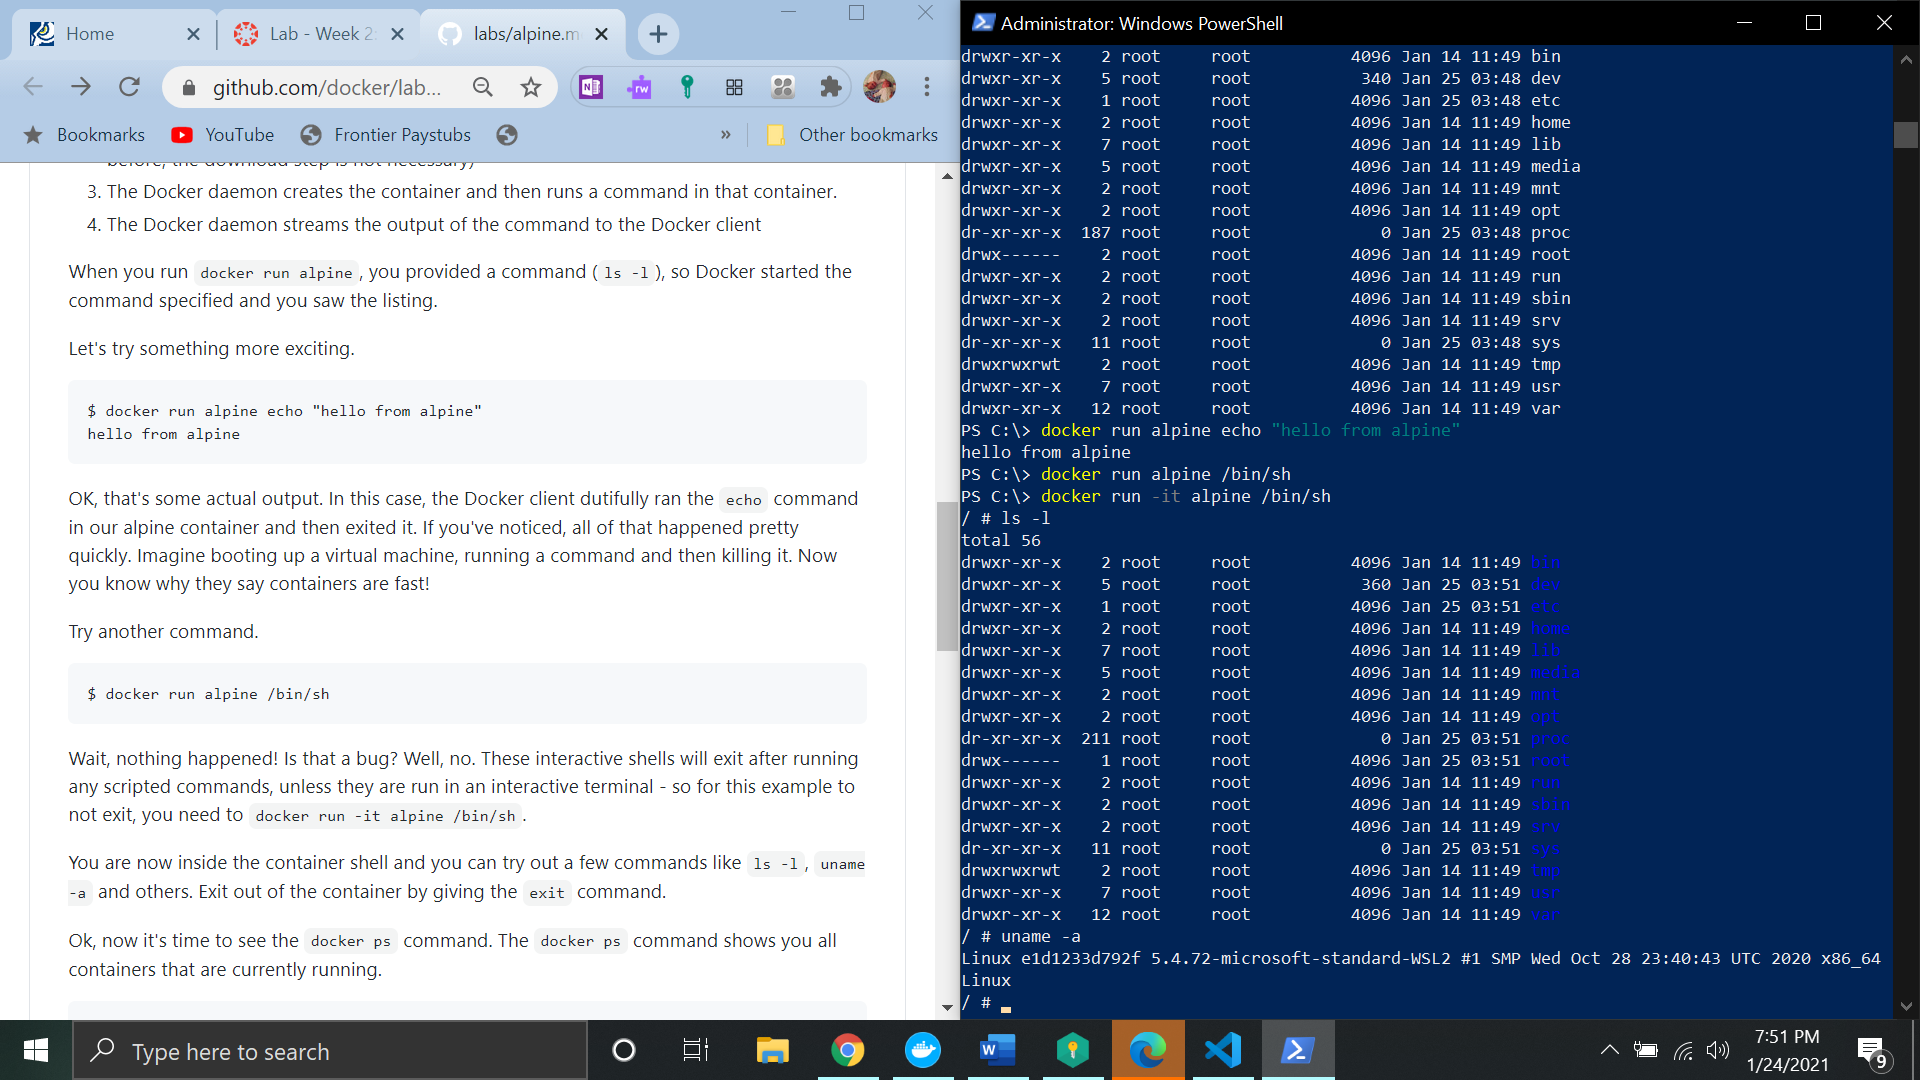 Home
Lab - Week 2
labs/alpine.m
github.com/docker/lab...
Bookmarks
YouTube
Frontier Paystubs
»
Other bookmarks
before, the download step is not necessary)
3. The Docker daemon creates the container and then runs a command in that container.
4. The Docker daemon streams the output of the command to the Docker client
When you run docker run alpine, you provided a command (ls -l), so Docker started the
command specified and you saw the listing.
Let's try something more exciting.
$ docker run alpine echo "hello from alpine"
hello from alpine
OK, that's some actual output. In this case, the Docker client dutifully ran the echo command
in our alpine container and then exited it. If you've noticed, all of that happened pretty
quickly. Imagine booting up a virtual machine, running a command and then killing it. Now
you know why they say containers are fast!
Try another command.
$ docker run alpine /bin/sh
Wait, nothing happened! Is that a bug? Well, no. These interactive shells will exit after running
any scripted commands, unless they are run in an interactive terminal - so for this example to
not exit, you need to docker run -it alpine /bin/sh.
You are now inside the container shell and you can try out a few commands like ls -l, uname
-a and others. Exit out of the container by giving the exit command.
Ok, now it's time to see the docker ps command. The docker ps command shows you all
containers that are currently running.
Administrator: Windows PowerShell
drwxr-xr-x 2 root root 4096 Jan 14 11:49 bin
drwxr-xr-x 5 root root 340 Jan 25 03:48 dev
drwxr-xr-x 1 root root 4096 Jan 25 03:48 etc
drwxr-xr-x 2 root root 4096 Jan 14 11:49 home
drwxr-xr-x 7 root root 4096 Jan 14 11:49 lib
drwxr-xr-x 5 root root 4096 Jan 14 11:49 media
drwxr-xr-x 2 root root 4096 Jan 14 11:49 mnt
drwxr-xr-x 2 root root 4096 Jan 14 11:49 opt
dr-xr-xr-x 187 root root 0 Jan 25 03:48 proc
drwx------ 2 root root 4096 Jan 14 11:49 root
drwxr-xr-x 2 root root 4096 Jan 14 11:49 run
drwxr-xr-x 2 root root 4096 Jan 14 11:49 sbin
drwxr-xr-x 2 root root 4096 Jan 14 11:49 srv
dr-xr-xr-x 11 root root 0 Jan 25 03:48 sys
drwxrwxrwt 2 root root 4096 Jan 14 11:49 tmp
drwxr-xr-x 7 root root 4096 Jan 14 11:49 usr
drwxr-xr-x 12 root root 4096 Jan 14 11:49 var
PS C:\> docker run alpine echo "hello from alpine"
hello from alpine
PS C:\> docker run alpine /bin/sh
PS C:\> docker run -it alpine /bin/sh
/ # ls -l
total 56
drwxr-xr-x 2 root root 4096 Jan 14 11:49 bin
drwxr-xr-x 5 root root 360 Jan 25 03:51 dev
drwxr-xr-x 1 root root 4096 Jan 25 03:51 etc
drwxr-xr-x 2 root root 4096 Jan 14 11:49 home
drwxr-xr-x 7 root root 4096 Jan 14 11:49 lib
drwxr-xr-x 5 root root 4096 Jan 14 11:49 media
drwxr-xr-x 2 root root 4096 Jan 14 11:49 mnt
drwxr-xr-x 2 root root 4096 Jan 14 11:49 opt
dr-xr-xr-x 211 root root 0 Jan 25 03:51 proc
drwx------ 1 root root 4096 Jan 25 03:51 root
drwxr-xr-x 2 root root 4096 Jan 14 11:49 run
drwxr-xr-x 2 root root 4096 Jan 14 11:49 sbin
drwxr-xr-x 2 root root 4096 Jan 14 11:49 srv
dr-xr-xr-x 11 root root 0 Jan 25 03:51 sys
drwxrwxrwt 2 root root 4096 Jan 14 11:49 tmp
drwxr-xr-x 7 root root 4096 Jan 14 11:49 usr
drwxr-xr-x 12 root root 4096 Jan 14 11:49 var
/ # uname -a
Linux e1d1233d792f 5.4.72-microsoft-standard-WSL2 #1 SMP Wed Oct 28 23:40:43 UTC 2020 x86_64
Linux
/ #
Type here to search
7:51 PM
1/24/2021
9